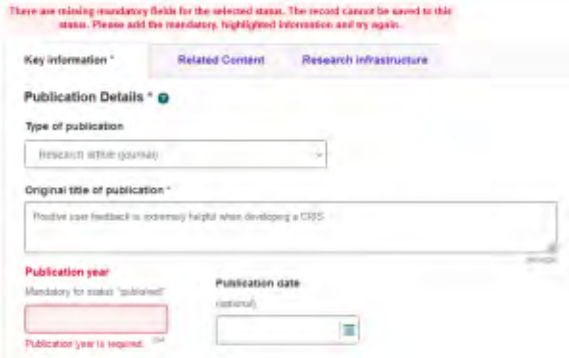 There are missing mandatory fields for the selected status. The record cannot be saved to this
status. Please add the mandatory, highlighted information and try again.
Key information *
Related Content
Research infrastructure
Publication Details * ?
Type of publication
Research article (journal)
Original title of publication *
Positive user feedback is extremely helpful when developing a CRIS
Publication year
Mandatory for status "published"
Publication date
(optional)
Publication year is required.